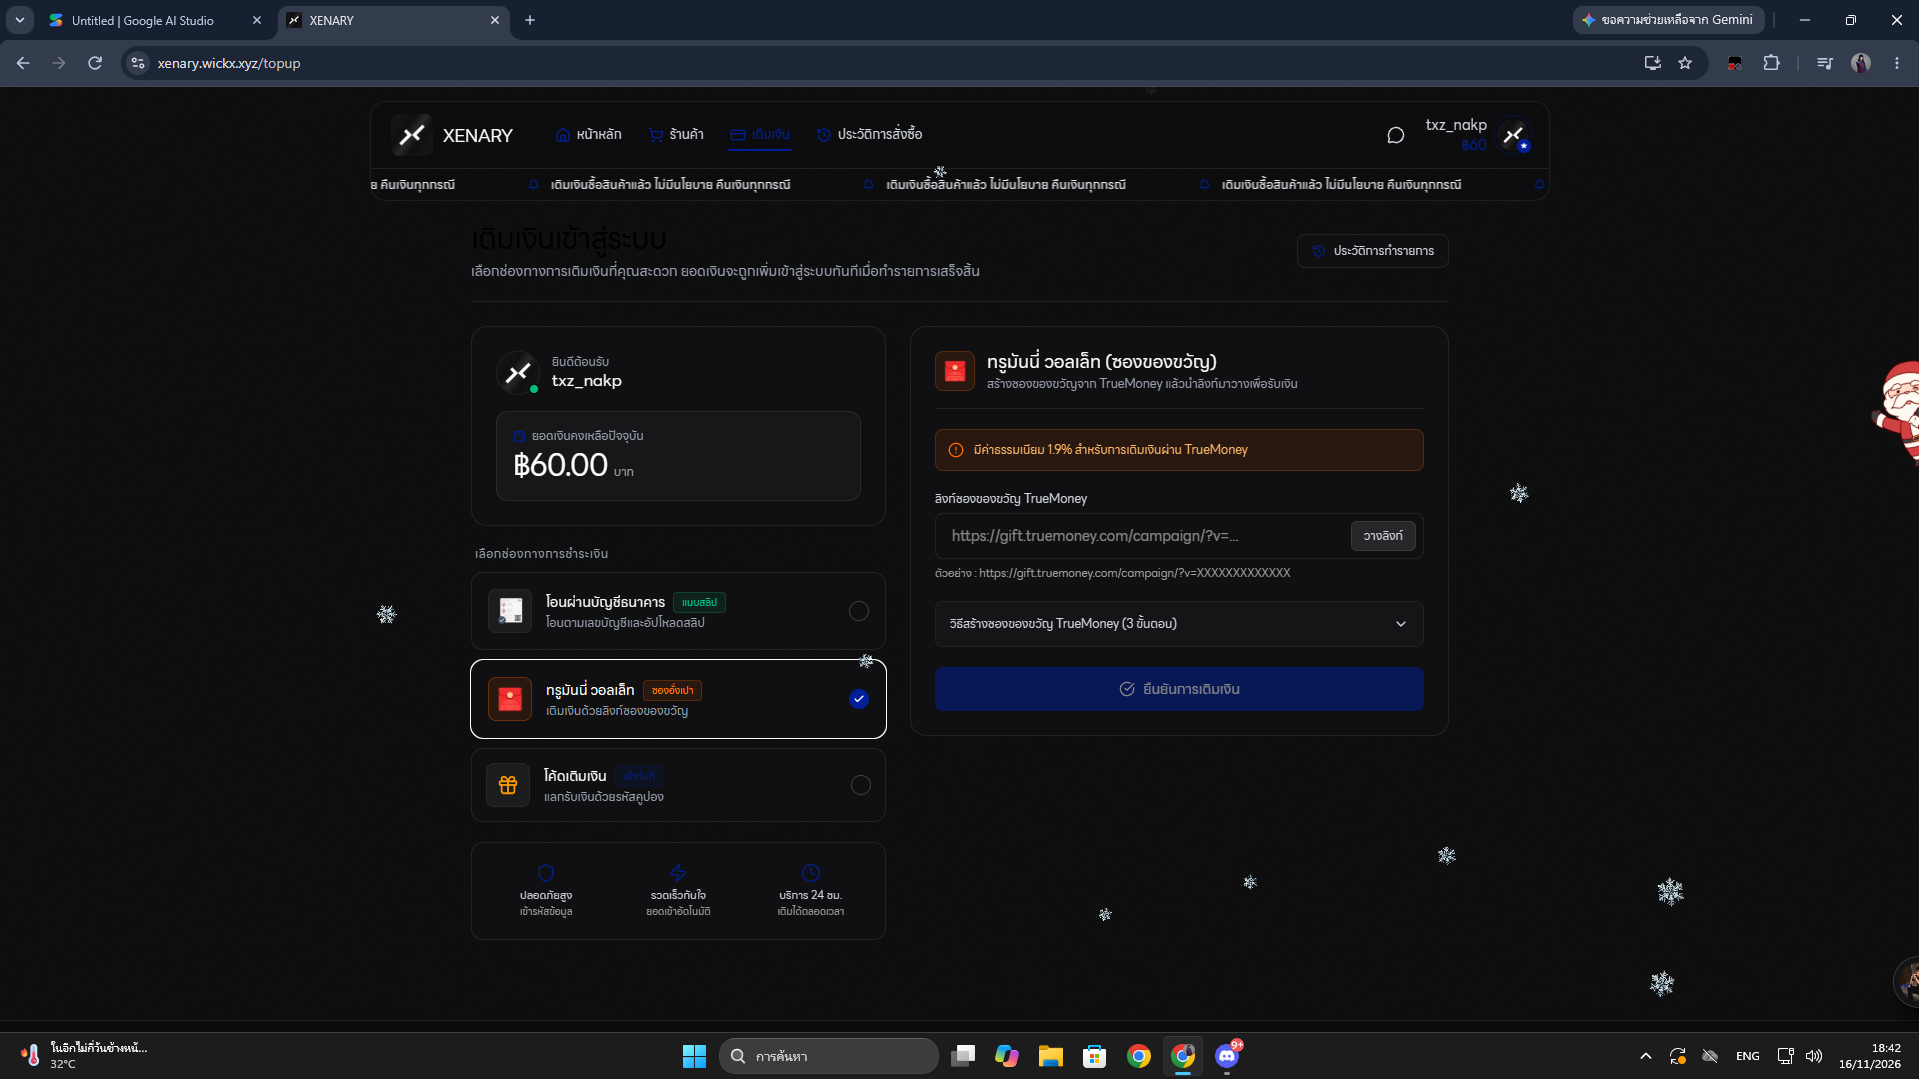 Untitled | Google AI Studio
XENARY
ขอความช่วยเหลือจาก Gemini
xenary.wickx.xyz/topup
XENARY
หน้าหลัก
ร้านค้า
เติมเงิน
ประวัติการสั่งซื้อ
txz_nakp
฿60
ย คืนเงินทุกกรณี
เติมเงินซื้อสินค้าแล้ว ไม่มีนโยบาย คืนเงินทุกกรณี
เติมเงินซื้อสินค้าแล้ว ไม่มีนโยบาย คืนเงินทุกกรณี
เติมเงินซื้อสินค้าแล้ว ไม่มีนโยบาย คืนเงินทุกกรณี
เติมเงินเข้าสู่ระบบ
เลือกช่องทางการเติมเงินที่คุณสะดวก ยอดเงินจะถูกเพิ่มเข้าสู่ระบบทันทีเมื่อทำรายการเสร็จสิ้น
ประวัติการทำรายการ
ยินดีต้อนรับ
txz_nakp
ยอดเงินคงเหลือปัจจุบัน
฿60.00 บาท
เลือกช่องทางการชำระเงิน
โอนผ่านบัญชีธนาคาร
แนบสลิป
โอนตามเลขบัญชีและอัปโหลดสลิป
ทรูมันนี่ วอลเล็ท
ซองอั่งเปา
เติมเงินด้วยลิงก์ซองของขวัญ
โค้ดเติมเงิน
เข้าทันที
แลกรับเงินด้วยรหัสคูปอง
ปลอดภัยสูง
เข้ารหัสข้อมูล
รวดเร็วทันใจ
ยอดเข้าอัตโนมัติ
บริการ 24 ชม.
เติมได้ตลอดเวลา
ทรูมันนี่ วอลเล็ท (ซองของขวัญ)
สร้างซองของขวัญจาก TrueMoney แล้วนำลิงก์มาวางเพื่อรับเงิน
มีค่าธรรมเนียม 1.9% สำหรับการเติมเงินผ่าน TrueMoney
ลิงก์ซองของขวัญ TrueMoney
https://gift.truemoney.com/campaign/?v=...
วางลิงก์
ตัวอย่าง : https://gift.truemoney.com/campaign/?v=XXXXXXXXXXXXX
วิธีสร้างซองของขวัญ TrueMoney (3 ขั้นตอน)
ยืนยันการเติมเงิน
ในอีกไม่กี่วันข้างหน้...
32°C
การค้นหา
9+
ENG
18:42
16/11/2026